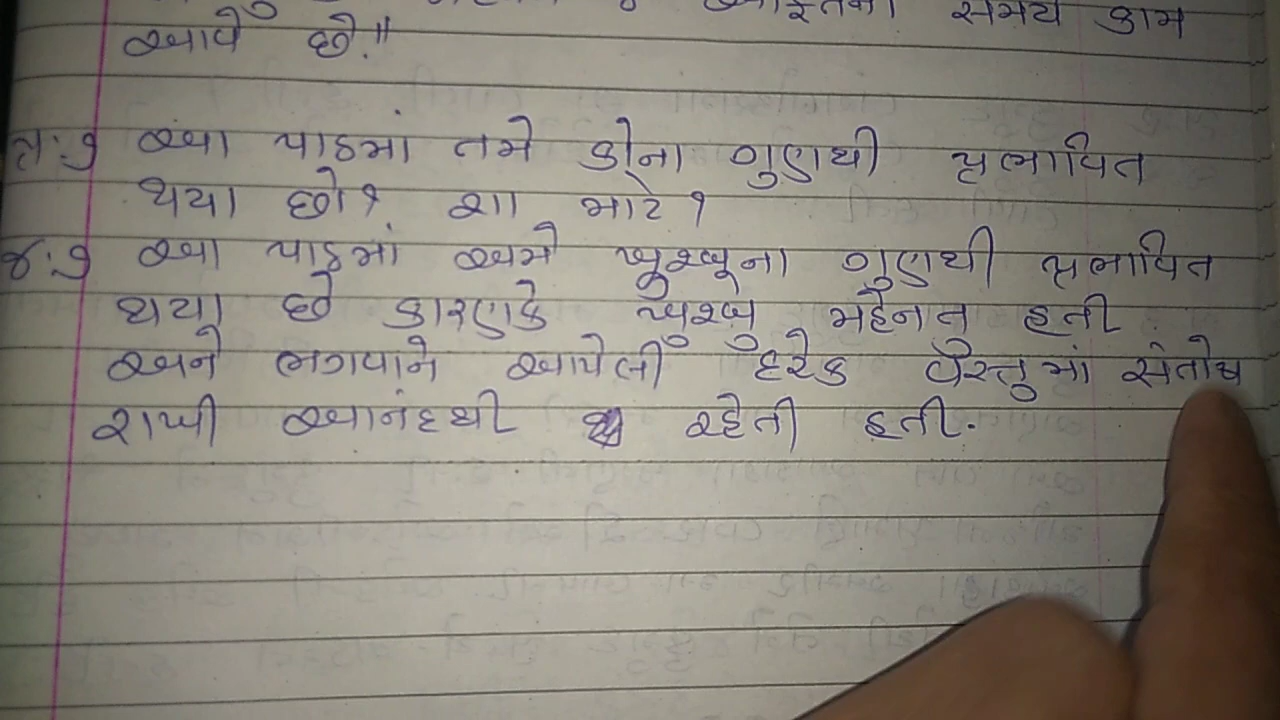 સમય કામ
આવે છે."
પ્ર:૭ આ પાઠમાં તમે કોના ગુણથી પ્રભાવિત
થયા છો? શા માટે?
જ:૭ આ પાઠમાં અમે ખુશ્બૂના ગુણથી પ્રભાવિત
થયા છે કારણકે ખુશ્બુ મહેનત હતી
અને ભગવાને આપેલી દરેક વસ્તુમાં સંતોષ
રાખી આનંદથી રહેતી હતી.